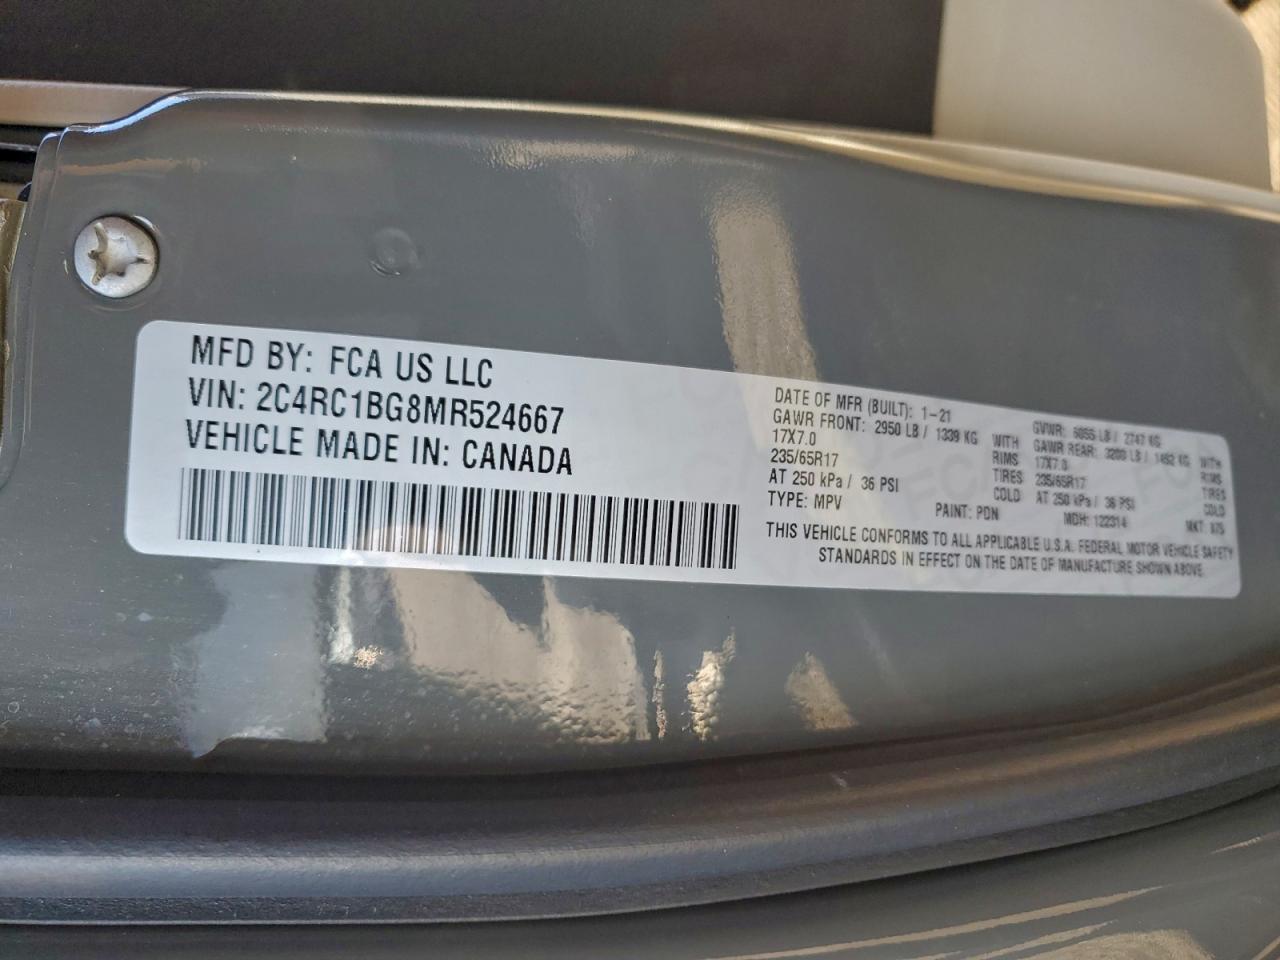 MFD BY: FCA US LLC
VIN: 2C4RC1BG8MR524667
VEHICLE MADE IN: CANADA
DATE OF MFR (BUILT): 1-21 GVWR: 6055 LB / 2747 KG
GAWR FRONT: 2950 LB / 1339 KG WITH GAWR REAR: 3200 LB / 1452 KG WITH
17X7.0 RIMS 17X7.0 RIMS
235/65R17 TIRES 235/65R17 TIRES
AT 250 kPa / 36 PSI COLD AT 250 kPa / 36 PSI COLD
TYPE: MPV PAINT: PDN MDH: 122314 MKT:
THIS VEHICLE CONFORMS TO ALL APPLICABLE U.S.A. FEDERAL MOTOR VEHICLE SAFETY
STANDARDS IN EFFECT ON THE DATE OF MANUFACTURE SHOWN ABOVE.